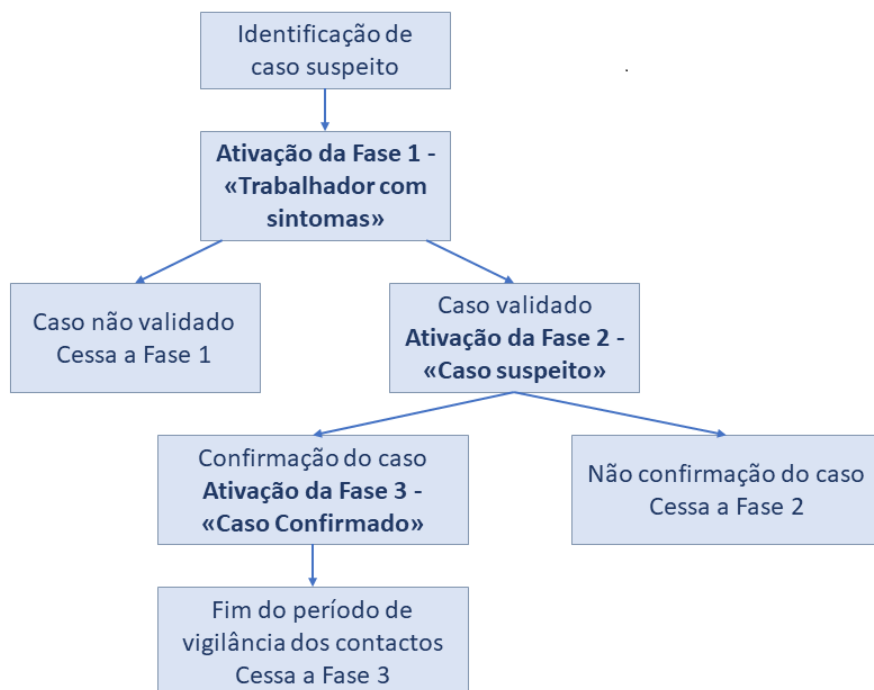 Identificação de
caso suspeito
Ativação da Fase 1 -
«Trabalhador com
sintomas»
Caso não validado
Cessa a Fase 1
Caso validado
Ativação da Fase 2 -
«Caso suspeito»
Confirmação do caso
Ativação da Fase 3 -
«Caso Confirmado»
Não confirmação do caso
Cessa a Fase 2
Fim do período de
vigilância dos contactos
Cessa a Fase 3